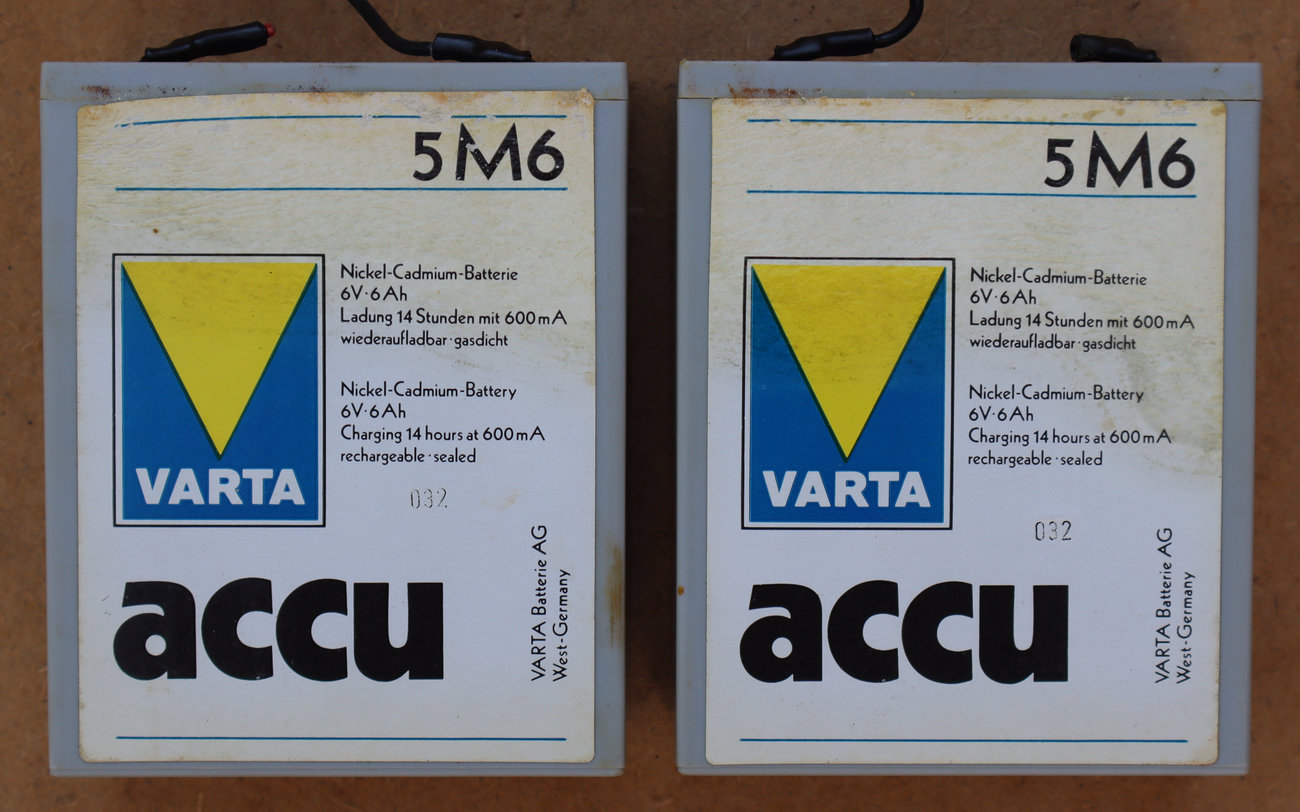 5M6
VARTA
Nickel-Cadmium-Batterie
6V·6Ah
Ladung 14 Stunden mit 600mA
wiederaufladbar·gasdicht
Nickel-Cadmium-Battery
6V·6Ah
Charging 14 hours at 600mA
rechargeable·sealed
032
accu
VARTA Batterie AG
West-Germany
5M6
VARTA
Nickel-Cadmium-Batterie
6V·6Ah
Ladung 14 Stunden mit 600mA
wiederaufladbar·gasdicht
Nickel-Cadmium-Battery
6V·6Ah
Charging 14 hours at 600mA
rechargeable·sealed
032
accu
VARTA Batterie AG
West-Germany